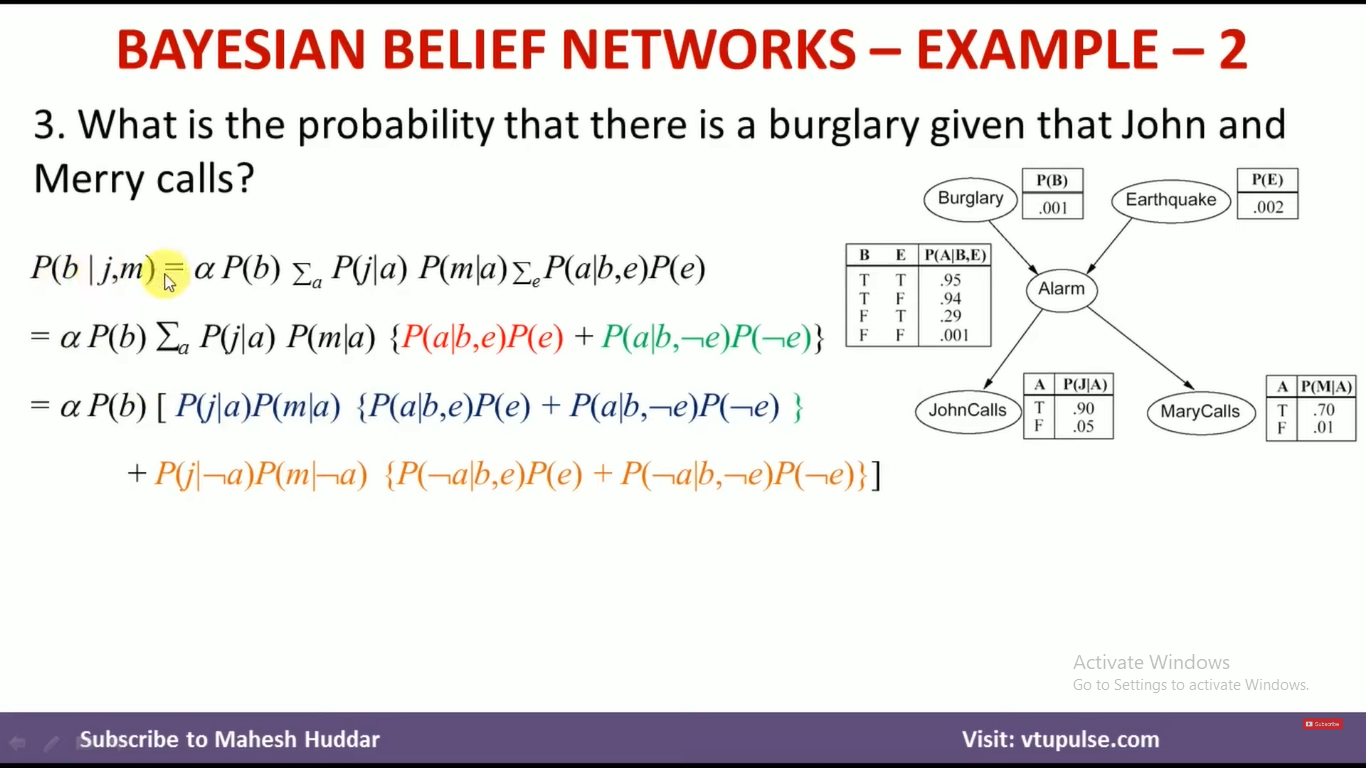 BAYESIAN BELIEF NETWORKS – EXAMPLE – 2
3. What is the probability that there is a burglary given that John and
Merry calls?
P(b | j,m) = α P(b) ∑a P(j|a) P(m|a)∑eP(a|b,e)P(e)
= α P(b) ∑a P(j|a) P(m|a) {P(a|b,e)P(e) + P(a|b,¬e)P(¬e)}
= α P(b) [ P(j|a)P(m|a) {P(a|b,e)P(e) + P(a|b,¬e)P(¬e) }
+ P(j|¬a)P(m|¬a) {P(¬a|b,e)P(e) + P(¬a|b,¬e)P(¬e)}]
Burglary
P(B)
.001
Earthquake
P(E)
.002
B E P(A|B,E)
T T .95
T F .94
F T .29
F F .001
Alarm
JohnCalls
A P(J|A)
T .90
F .05
MaryCalls
A P(M|A)
T .70
F .01
Activate Windows
Go to Settings to activate Windows.
Subscribe
Subscribe to Mahesh Huddar
Visit: vtupulse.com